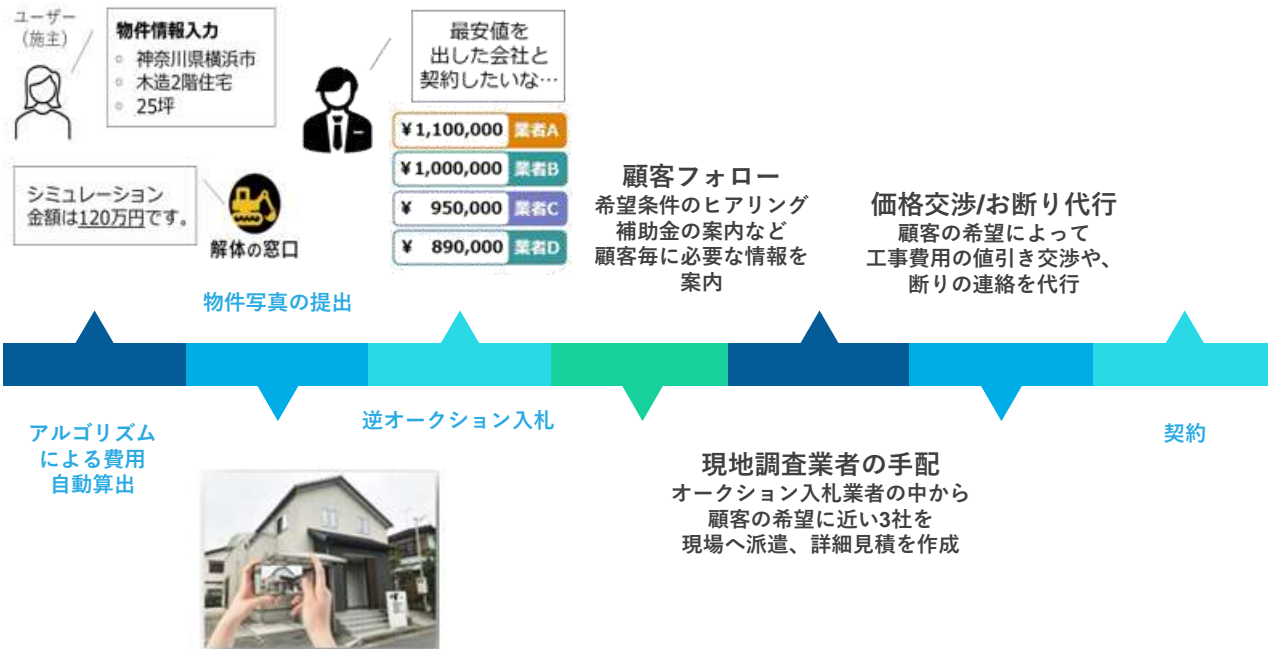 ユーザー
(施主)
物件情報入力
◦ 神奈川県横浜市
◦ 木造2階住宅
◦ 25坪
シミュレーション
金額は120万円です。
解体の窓口
最安値を
出した会社と
契約したいな…
¥1,100,000 業者A
¥1,000,000 業者B
¥ 950,000 業者C
¥ 890,000 業者D
顧客フォロー
希望条件のヒアリング
補助金の案内など
顧客毎に必要な情報を
案内
価格交渉/お断り代行
顧客の希望によって
工事費用の値引き交渉や、
断りの連絡を代行
物件写真の提出
アルゴリズム
による費用
自動算出
逆オークション入札
現地調査業者の手配
オークション入札業者の中から
顧客の希望に近い3社を
現場へ派遣、詳細見積を作成
契約